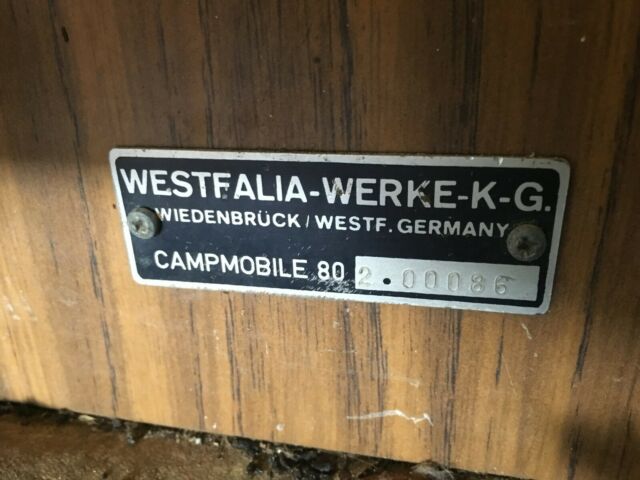 WESTFALIA-WERKE-K-G.
WIEDENBRÜCK/WESTF. GERMANY
CAMPMOBILE 80 2.00086